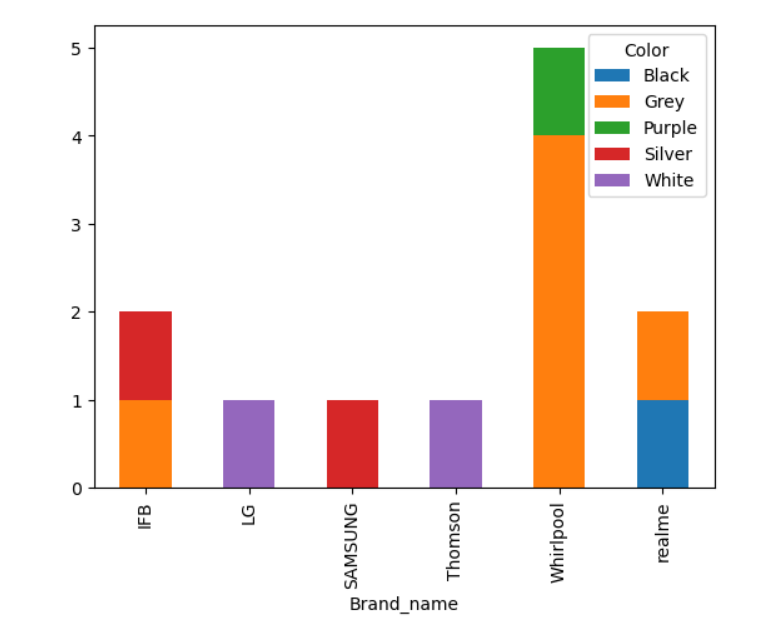 5
4
3
2
1
0
Color
Black
Grey
Purple
Silver
White
IFB
LG
SAMSUNG
Thomson
Whirlpool
realme
Brand_name